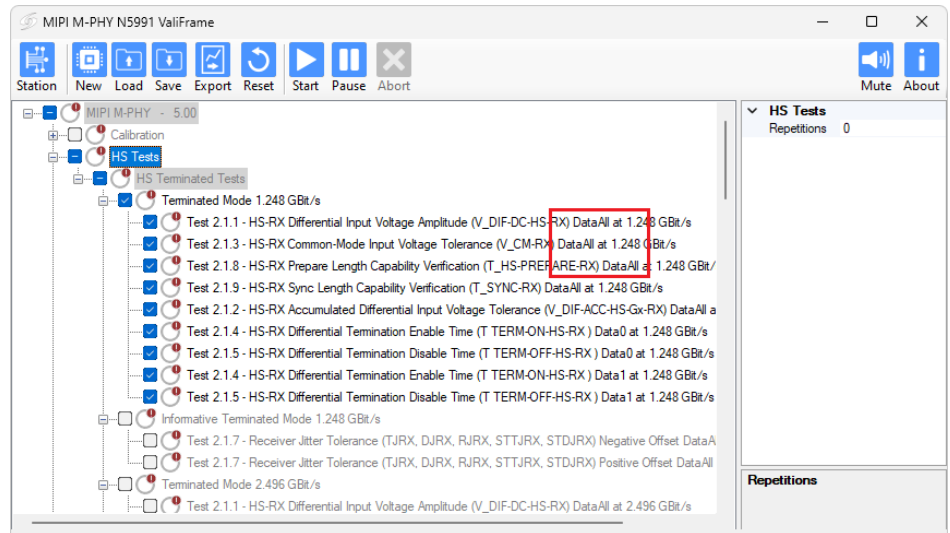 MIPI M-PHY N5991 ValiFrame
Station New Load Save Export Reset Start Pause Abort Mute About
MIPI M-PHY - 5.00
Calibration
HS Tests
HS Terminated Tests
Terminated Mode 1.248 GBit/s
Test 2.1.1 - HS-RX Differential Input Voltage Amplitude (V_DIF-DC-HS-RX) DataAll at 1.248 GBit/s
Test 2.1.3 - HS-RX Common-Mode Input Voltage Tolerance (V_CM-RX) DataAll at 1.248 GBit/s
Test 2.1.8 - HS-RX Prepare Length Capability Verification (T_HS-PREPARE-RX) DataAll at 1.248 GBit/
Test 2.1.9 - HS-RX Sync Length Capability Verification (T_SYNC-RX) DataAll at 1.248 GBit/s
Test 2.1.2 - HS-RX Accumulated Differential Input Voltage Tolerance (V_DIF-ACC-HS-Gx-RX) DataAll a
Test 2.1.4 - HS-RX Differential Termination Enable Time (T TERM-ON-HS-RX ) Data0 at 1.248 GBit/s
Test 2.1.5 - HS-RX Differential Termination Disable Time (T TERM-OFF-HS-RX ) Data0 at 1.248 GBit/s
Test 2.1.4 - HS-RX Differential Termination Enable Time (T TERM-ON-HS-RX ) Data1 at 1.248 GBit/s
Test 2.1.5 - HS-RX Differential Termination Disable Time (T TERM-OFF-HS-RX ) Data1 at 1.248 GBit/s
Informative Terminated Mode 1.248 GBit/s
Test 2.1.7 - Receiver Jitter Tolerance (TJRX, DJRX, RJRX, STTJRX, STDJRX) Negative Offset DataA
Test 2.1.7 - Receiver Jitter Tolerance (TJRX, DJRX, RJRX, STTJRX, STDJRX) Positive Offset DataAll
Terminated Mode 2.496 GBit/s
Test 2.1.1 - HS-RX Differential Input Voltage Amplitude (V_DIF-DC-HS-RX) DataAll at 2.496 GBit/s
HS Tests
Repetitions 0
Repetitions